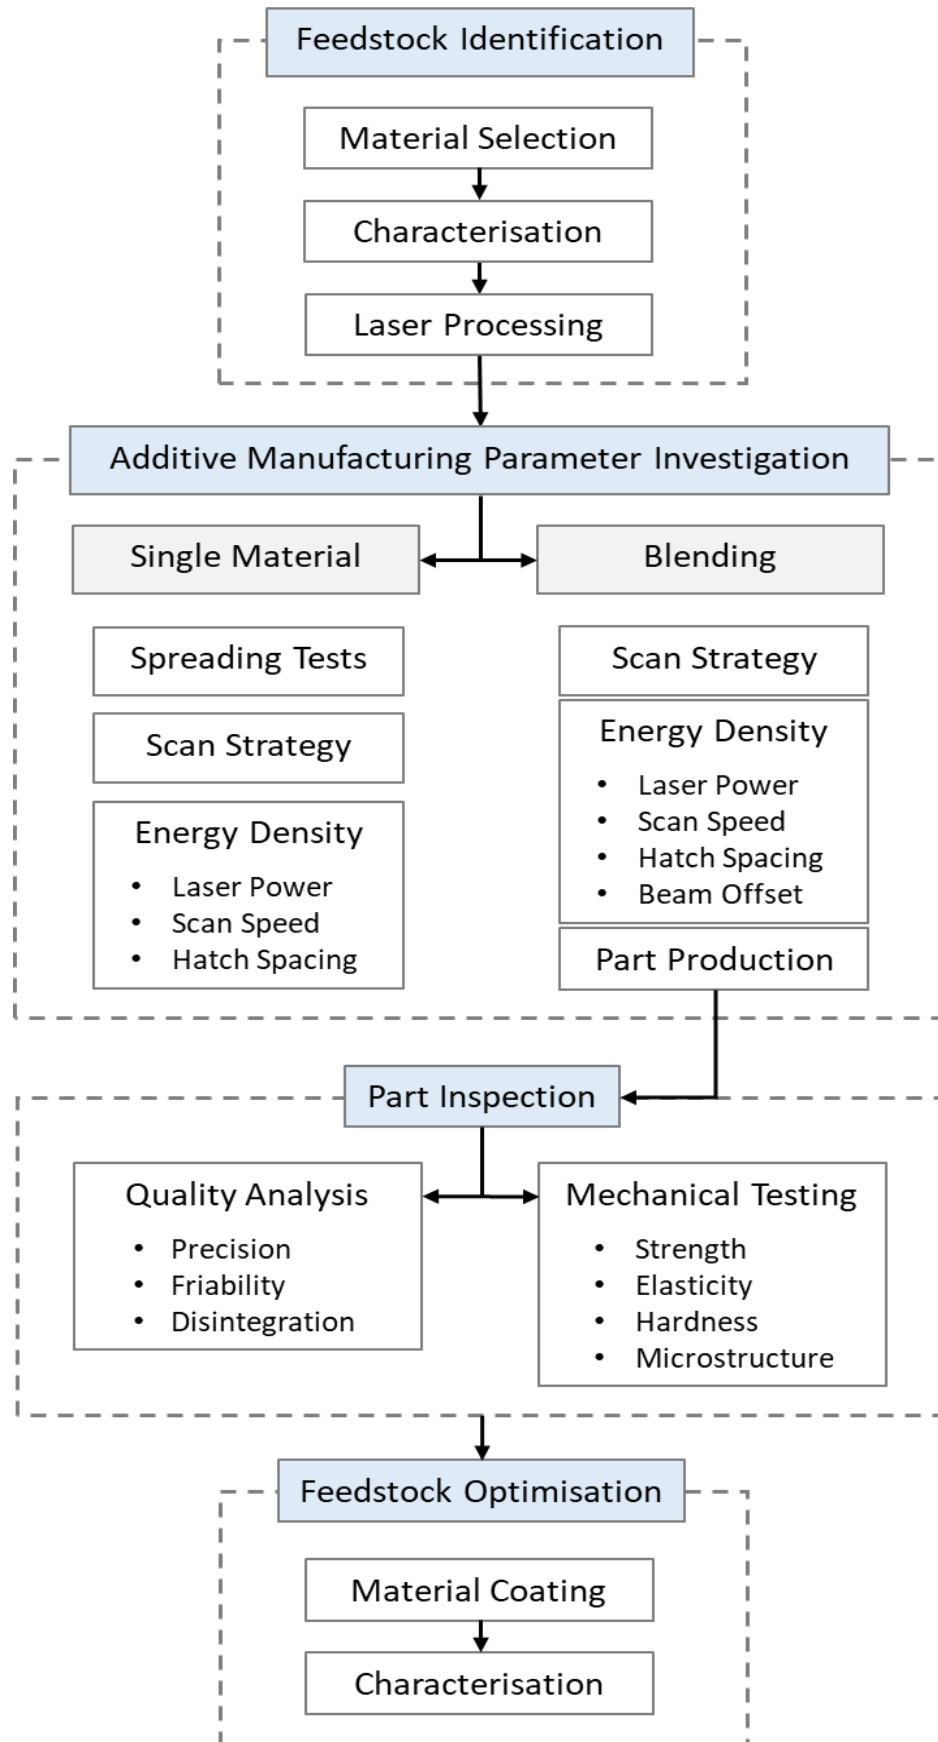 Feedstock Identification
Material Selection
Characterisation
Laser Processing
Additive Manufacturing Parameter Investigation
Single Material
Spreading Tests
Scan Strategy
Energy Density
• Laser Power
• Scan Speed
• Hatch Spacing
Blending
Scan Strategy
Energy Density
• Laser Power
• Scan Speed
• Hatch Spacing
• Beam Offset
Part Production
Part Inspection
Quality Analysis
• Precision
• Friability
• Disintegration
Mechanical Testing
• Strength
• Elasticity
• Hardness
• Microstructure
Feedstock Optimisation
Material Coating
Characterisation